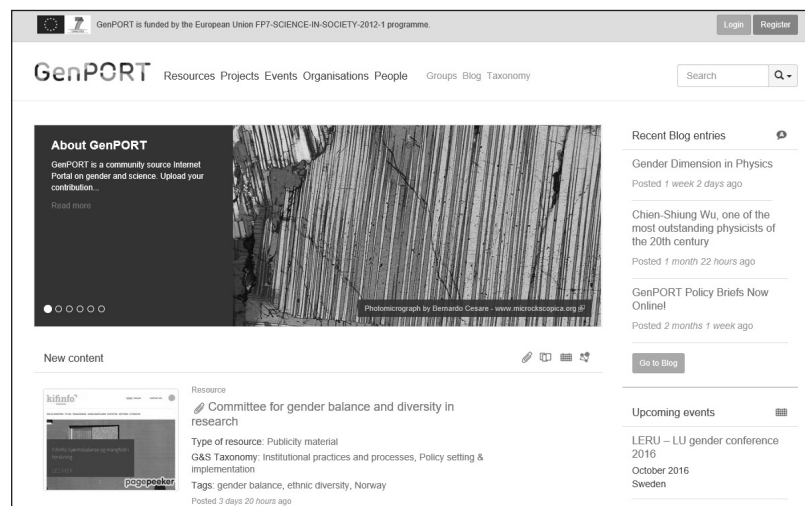 GenPORT is funded by the European Union FP7-SCIENCE-IN-SOCIETY-2012-1 programme.
Login
Register
GenPORT
Resources Projects Events Organisations People
Groups Blog Taxonomy
Search
About GenPORT
GenPORT is a community source Internet
Portal on gender and science. Upload your
contribution...
Read more
Photomicrograph by Bernardo Cesare - www.microckscopica.org
New content
Resource
Committee for gender balance and diversity in
research
Type of resource: Publicity material
G&S Taxonomy: Institutional practices and processes, Policy setting &
implementation
Tags: gender balance, ethnic diversity, Norway
Posted 3 days 20 hours ago
kifinfo
LES MER
pagepeeker
Recent Blog entries
Gender Dimension in Physics
Posted 1 week 2 days ago
Chien-Shiung Wu, one of the
most outstanding physicists of
the 20th century
Posted 1 month 22 hours ago
GenPORT Policy Briefs Now
Online!
Posted 2 months 1 week ago
Go to Blog
Upcoming events
LERU – LU gender conference
2016
October 2016
Sweden